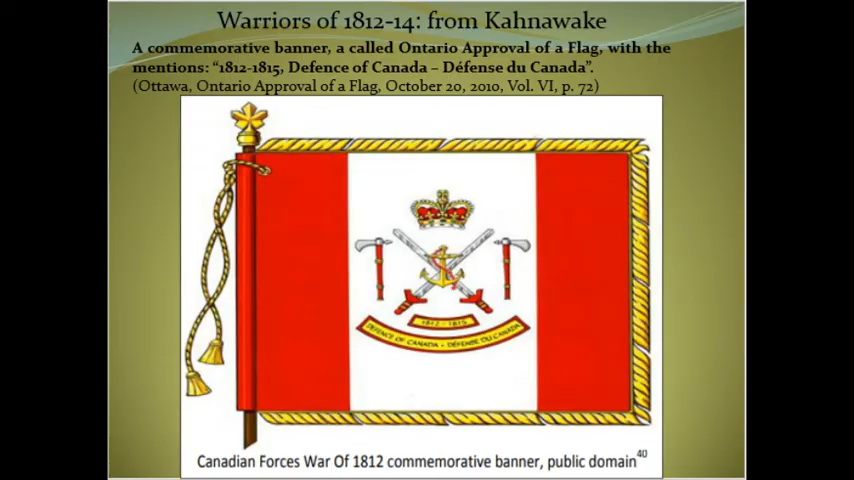 Warriors of 1812-14: from Kahnawake
A commemorative banner, a called Ontario Approval of a Flag, with the
mentions: “1812-1815, Defence of Canada – Défense du Canada”.
(Ottawa, Ontario Approval of a Flag, October 20, 2010, Vol. VI, p. 72)
1812 - 1815
DEFENCE OF CANADA - DÉFENSE DU CANADA
Canadian Forces War Of 1812 commemorative banner, public domain40